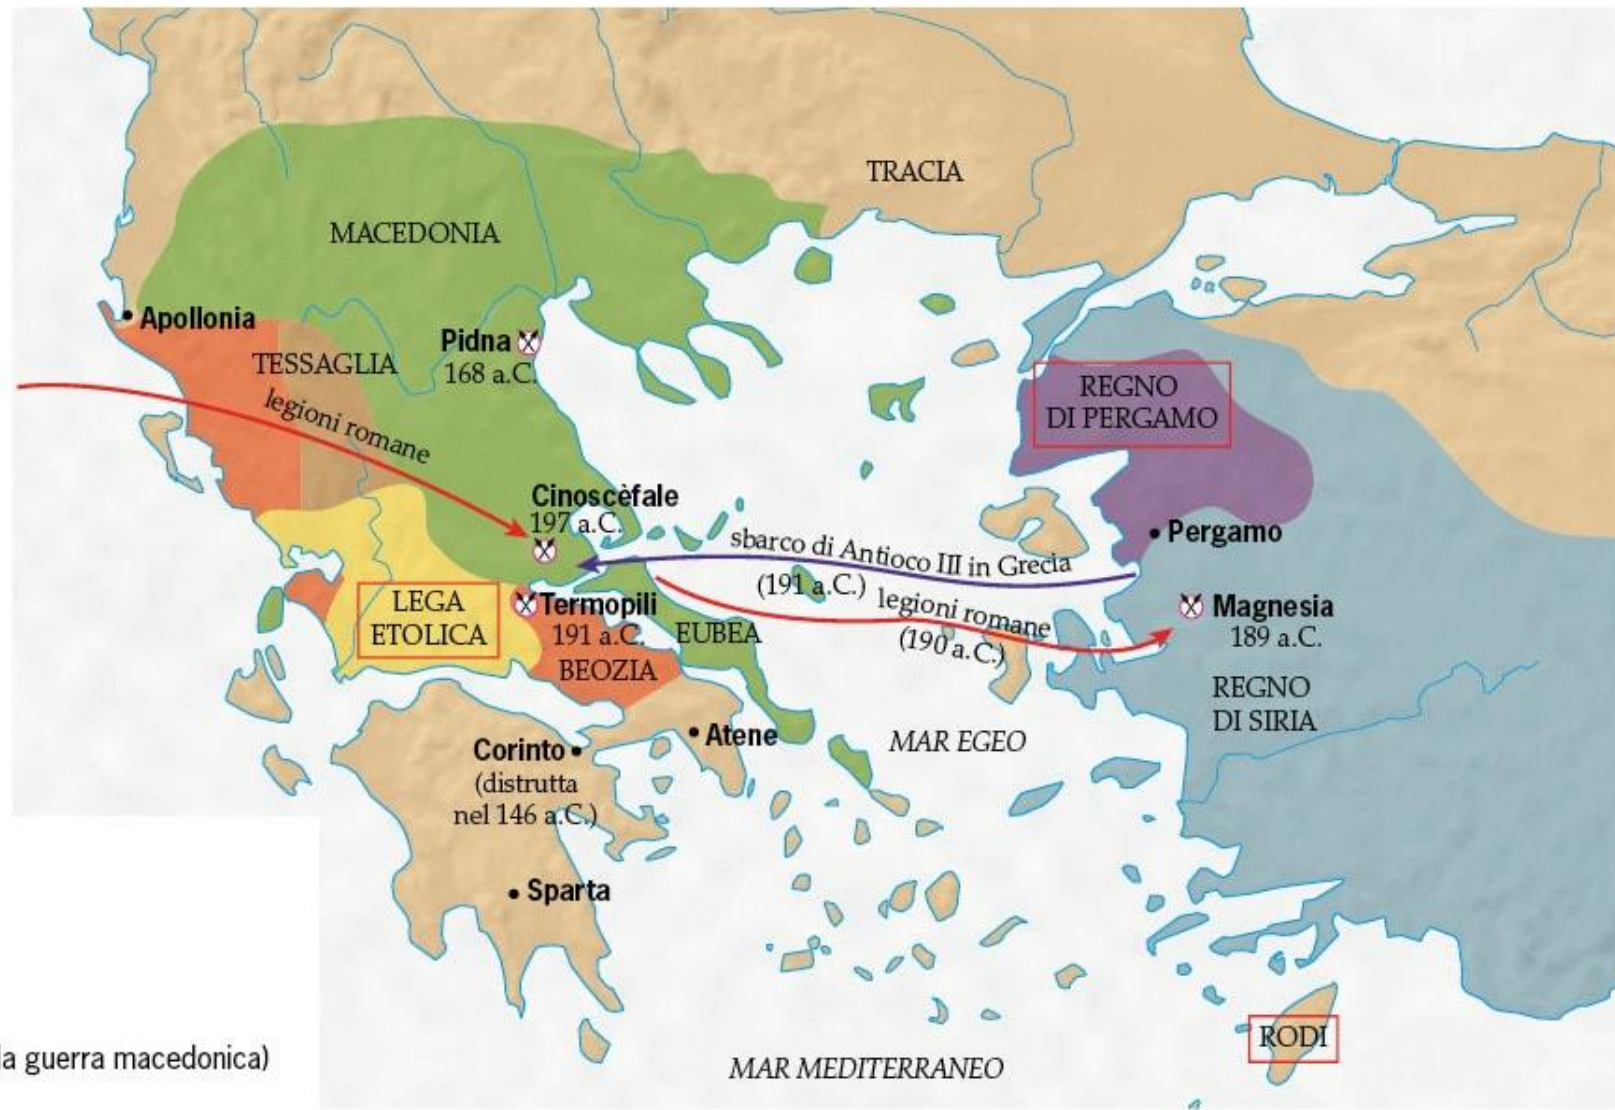 TRACIA
MACEDONIA
Apollonia
Pidna
168 a.C.
TESSAGLIA
legioni romane
REGNO
DI PERGAMO
Cinoscèfale
197 a.C.
Pergamo
sbarco di Antioco III in Grecia
(191 a.C.)
legioni romane
(190 a.C.)
LEGA
ETOLICA
Termopili
191 a.C.
EUBEA
BEOZIA
Magnesia
189 a.C.
REGNO
DI SIRIA
Corinto
(distrutta
nel 146 a.C.)
Atene
MAR EGEO
Sparta
RODI
MAR MEDITERRANEO
guerra macedonica)